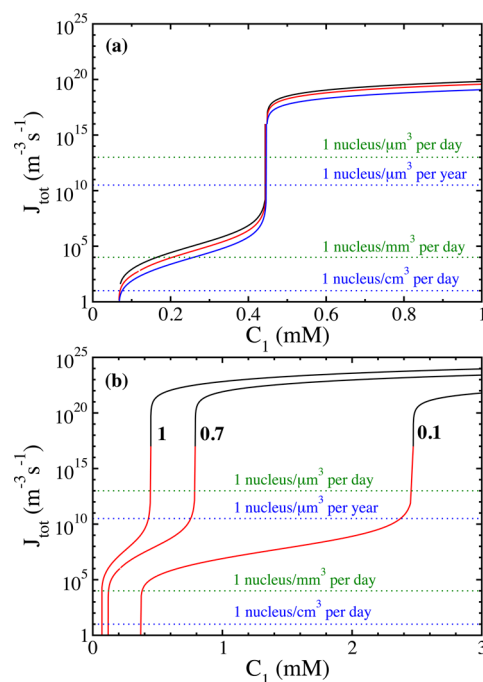 (a)
10^25
10^20
10^15
10^10
10^5
1
J_tot (m^-3 s^-1)
1 nucleus/μm^3 per day
1 nucleus/μm^3 per year
1 nucleus/mm^3 per day
1 nucleus/cm^3 per day
0 0.2 0.4 0.6 0.8 1
C_1 (mM)
(b)
10^25
10^20
10^15
10^10
10^5
1
J_tot (m^-3 s^-1)
1 0.7 0.1
1 nucleus/μm^3 per day
1 nucleus/μm^3 per year
1 nucleus/mm^3 per day
1 nucleus/cm^3 per day
0 1 2 3
C_1 (mM)